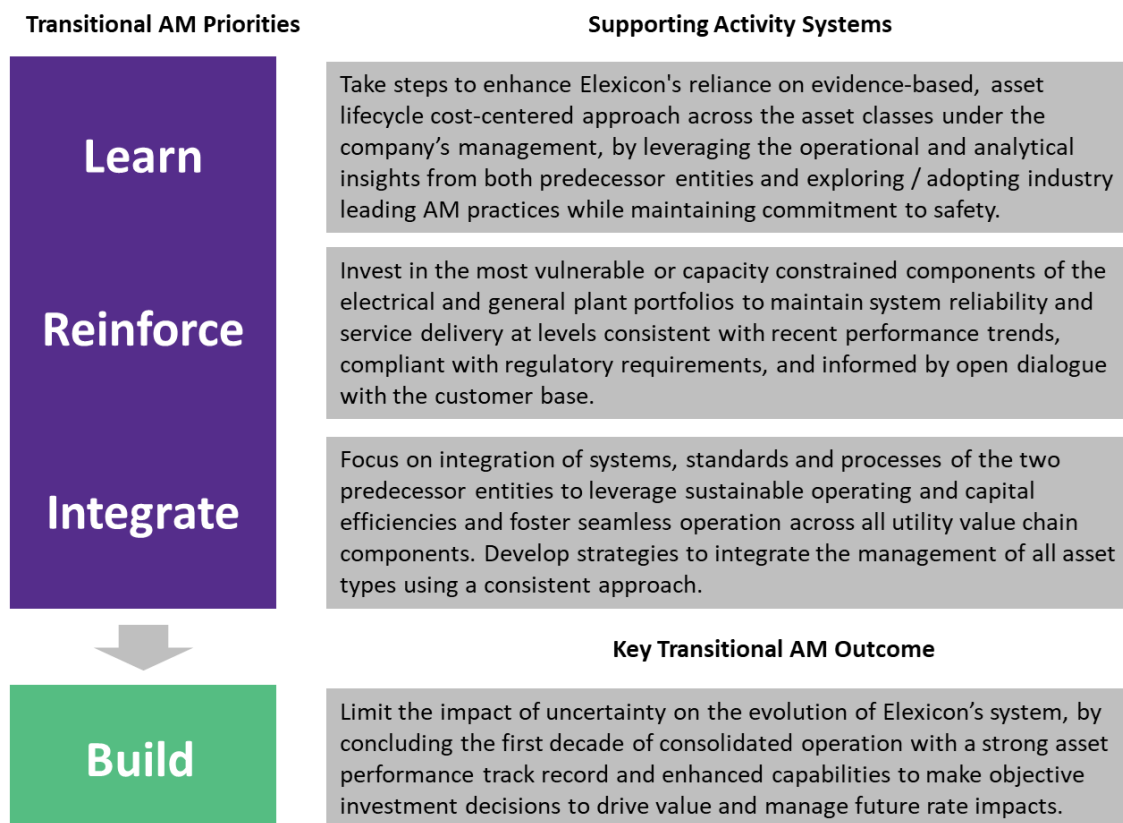 Transitional AM Priorities
Supporting Activity Systems
Learn
Take steps to enhance Elexicon's reliance on evidence-based, asset
lifecycle cost-centered approach across the asset classes under the
company’s management, by leveraging the operational and analytical
insights from both predecessor entities and exploring / adopting industry
leading AM practices while maintaining commitment to safety.
Reinforce
Invest in the most vulnerable or capacity constrained components of the
electrical and general plant portfolios to maintain system reliability and
service delivery at levels consistent with recent performance trends,
compliant with regulatory requirements, and informed by open dialogue
with the customer base.
Integrate
Focus on integration of systems, standards and processes of the two
predecessor entities to leverage sustainable operating and capital
efficiencies and foster seamless operation across all utility value chain
components. Develop strategies to integrate the management of all asset
types using a consistent approach.
Key Transitional AM Outcome
Build
Limit the impact of uncertainty on the evolution of Elexicon’s system, by
concluding the first decade of consolidated operation with a strong asset
performance track record and enhanced capabilities to make objective
investment decisions to drive value and manage future rate impacts.